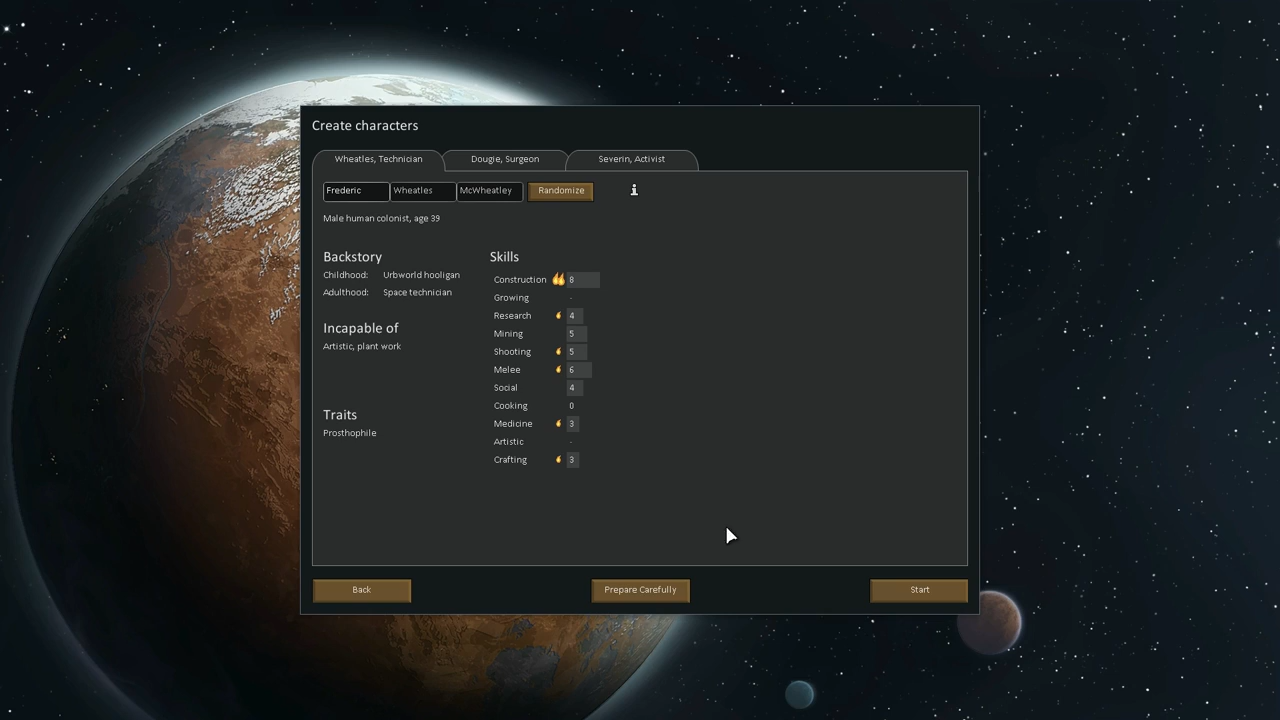 Create characters
Wheatles, Technician Dougie, Surgeon Severin, Activist
Frederic Wheatles McWheatley Randomize i
Male human colonist, age 39
Backstory
Childhood: Urbworld hooligan
Adulthood: Space technician
Incapable of
Artistic, plant work
Traits
Prosthophile
Skills
Construction 8
Growing -
Research 4
Mining 5
Shooting 5
Melee 6
Social 4
Cooking 0
Medicine 3
Artistic -
Crafting 3
Back Prepare Carefully Start